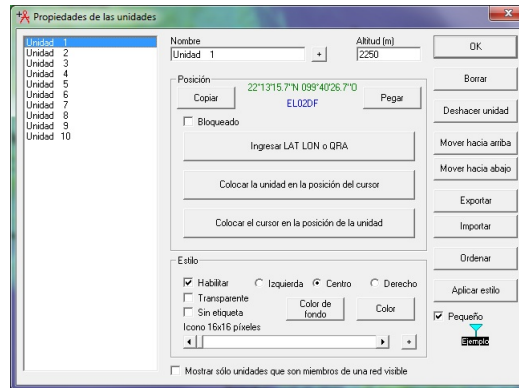 Propiedades de las unidades
Unidad 1
Unidad 2
Unidad 3
Unidad 4
Unidad 5
Unidad 6
Unidad 7
Unidad 8
Unidad 9
Unidad 10
Nombre
Altitud (m)
Unidad 1
+
2250
Posición
Copiar
22°13'15.7"N 099°40'26.7"O
EL02DF
Pegar
Bloqueado
Ingresar LAT LON o QRA
Colocar la unidad en la posición del cursor
Colocar el cursor en la posición de la unidad
Estilo
Habilitar
Izquierda
Centro
Derecho
Transparente
Sin etiqueta
Color de
fondo
Color
Icono 16x16 píxeles
+
Mostrar sólo unidades que son miembros de una red visible
OK
Borrar
Deshacer unidad
Mover hacia arriba
Mover hacia abajo
Exportar
Importar
Ordenar
Aplicar estilo
Pequeño
Ejemplo